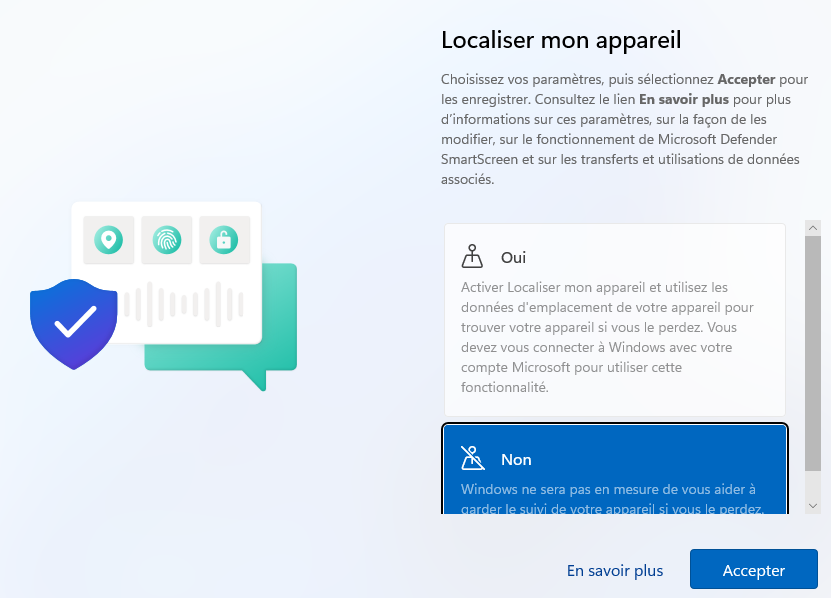 Localiser mon appareil
Choisissez vos paramètres, puis sélectionnez Accepter pour
les enregistrer. Consultez le lien En savoir plus pour plus
d’informations sur ces paramètres, sur la façon de les
modifier, sur le fonctionnement de Microsoft Defender
SmartScreen et sur les transferts et utilisations de données
associés.
Oui
Activer Localiser mon appareil et utilisez les
données d'emplacement de votre appareil pour
trouver votre appareil si vous le perdez. Vous
devez vous connecter à Windows avec votre
compte Microsoft pour utiliser cette
fonctionnalité.
Non
Windows ne sera pas en mesure de vous aider à
garder le suivi de votre appareil si vous le perdez.
En savoir plus
Accepter